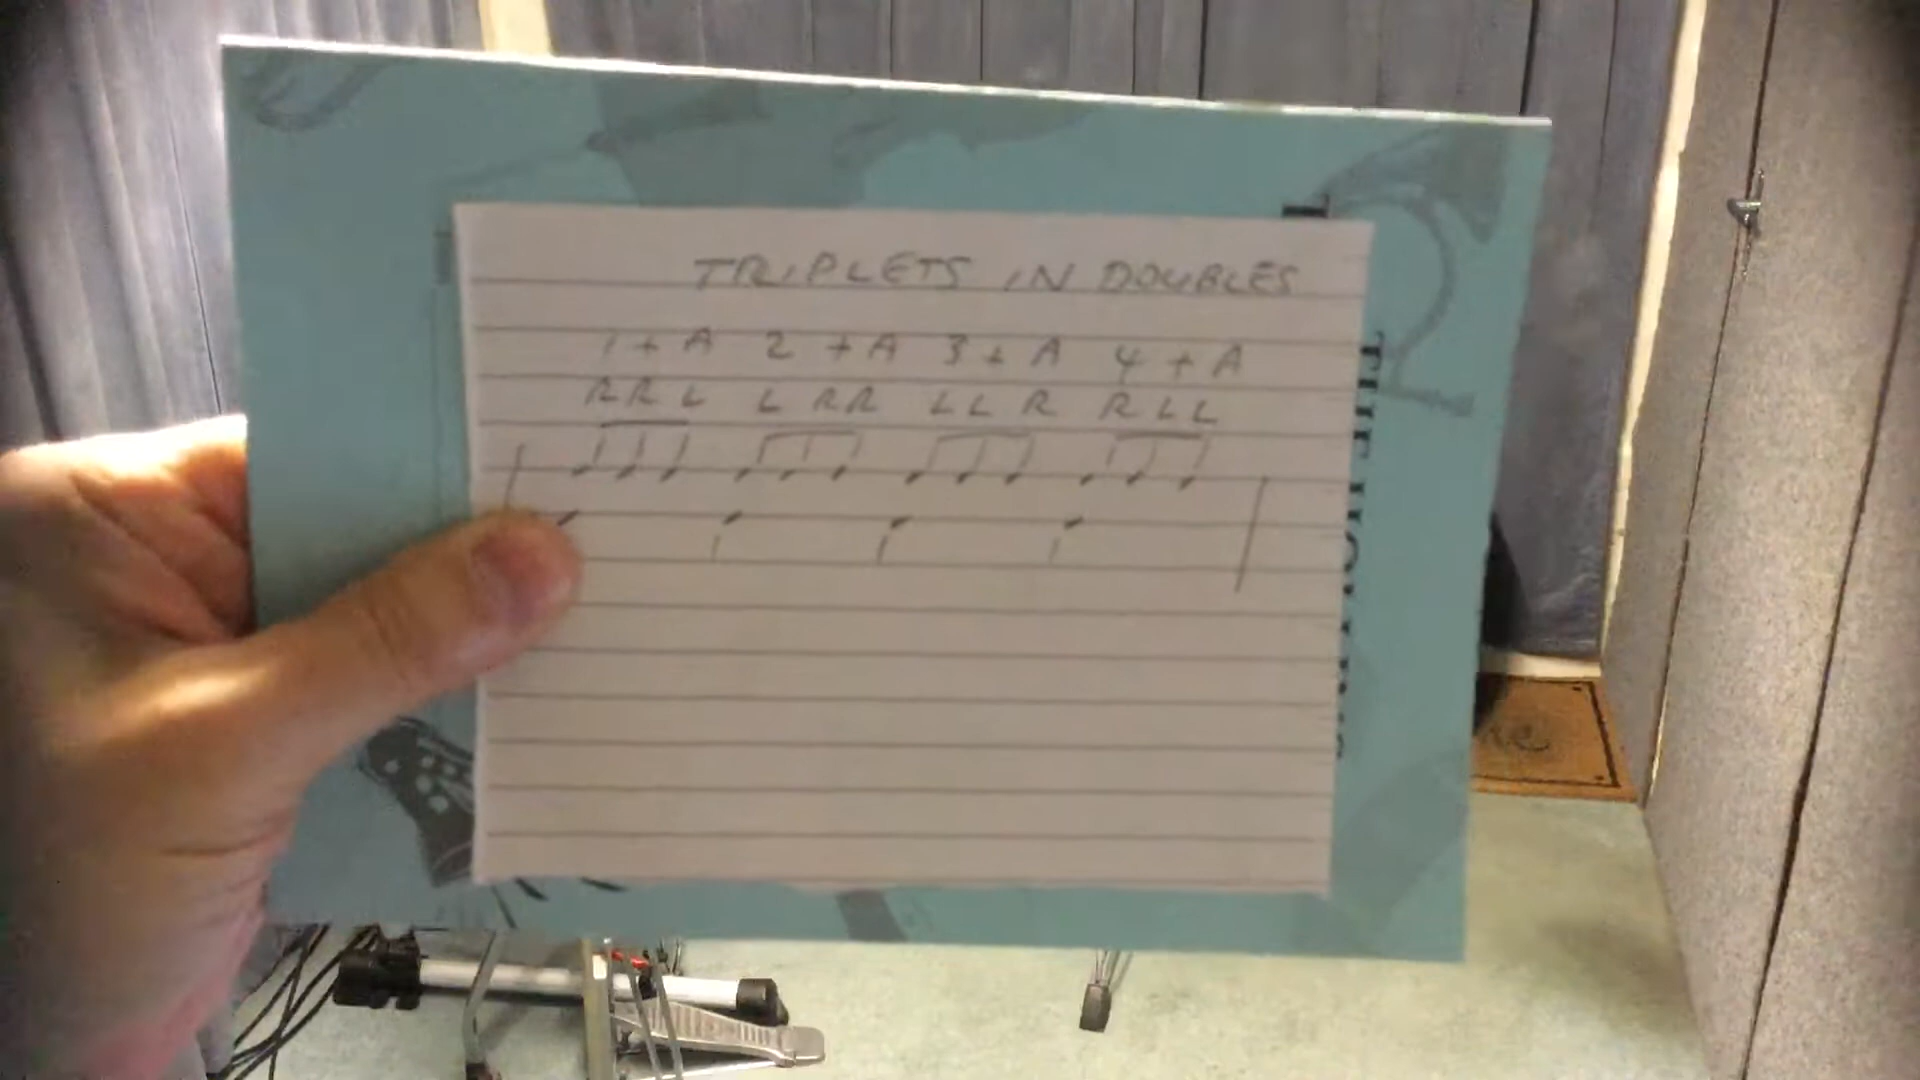 TRIPLETS IN DOUBLES
1 + A 2 + A 3 + A 4 + A
R R L L R R L L R R L L